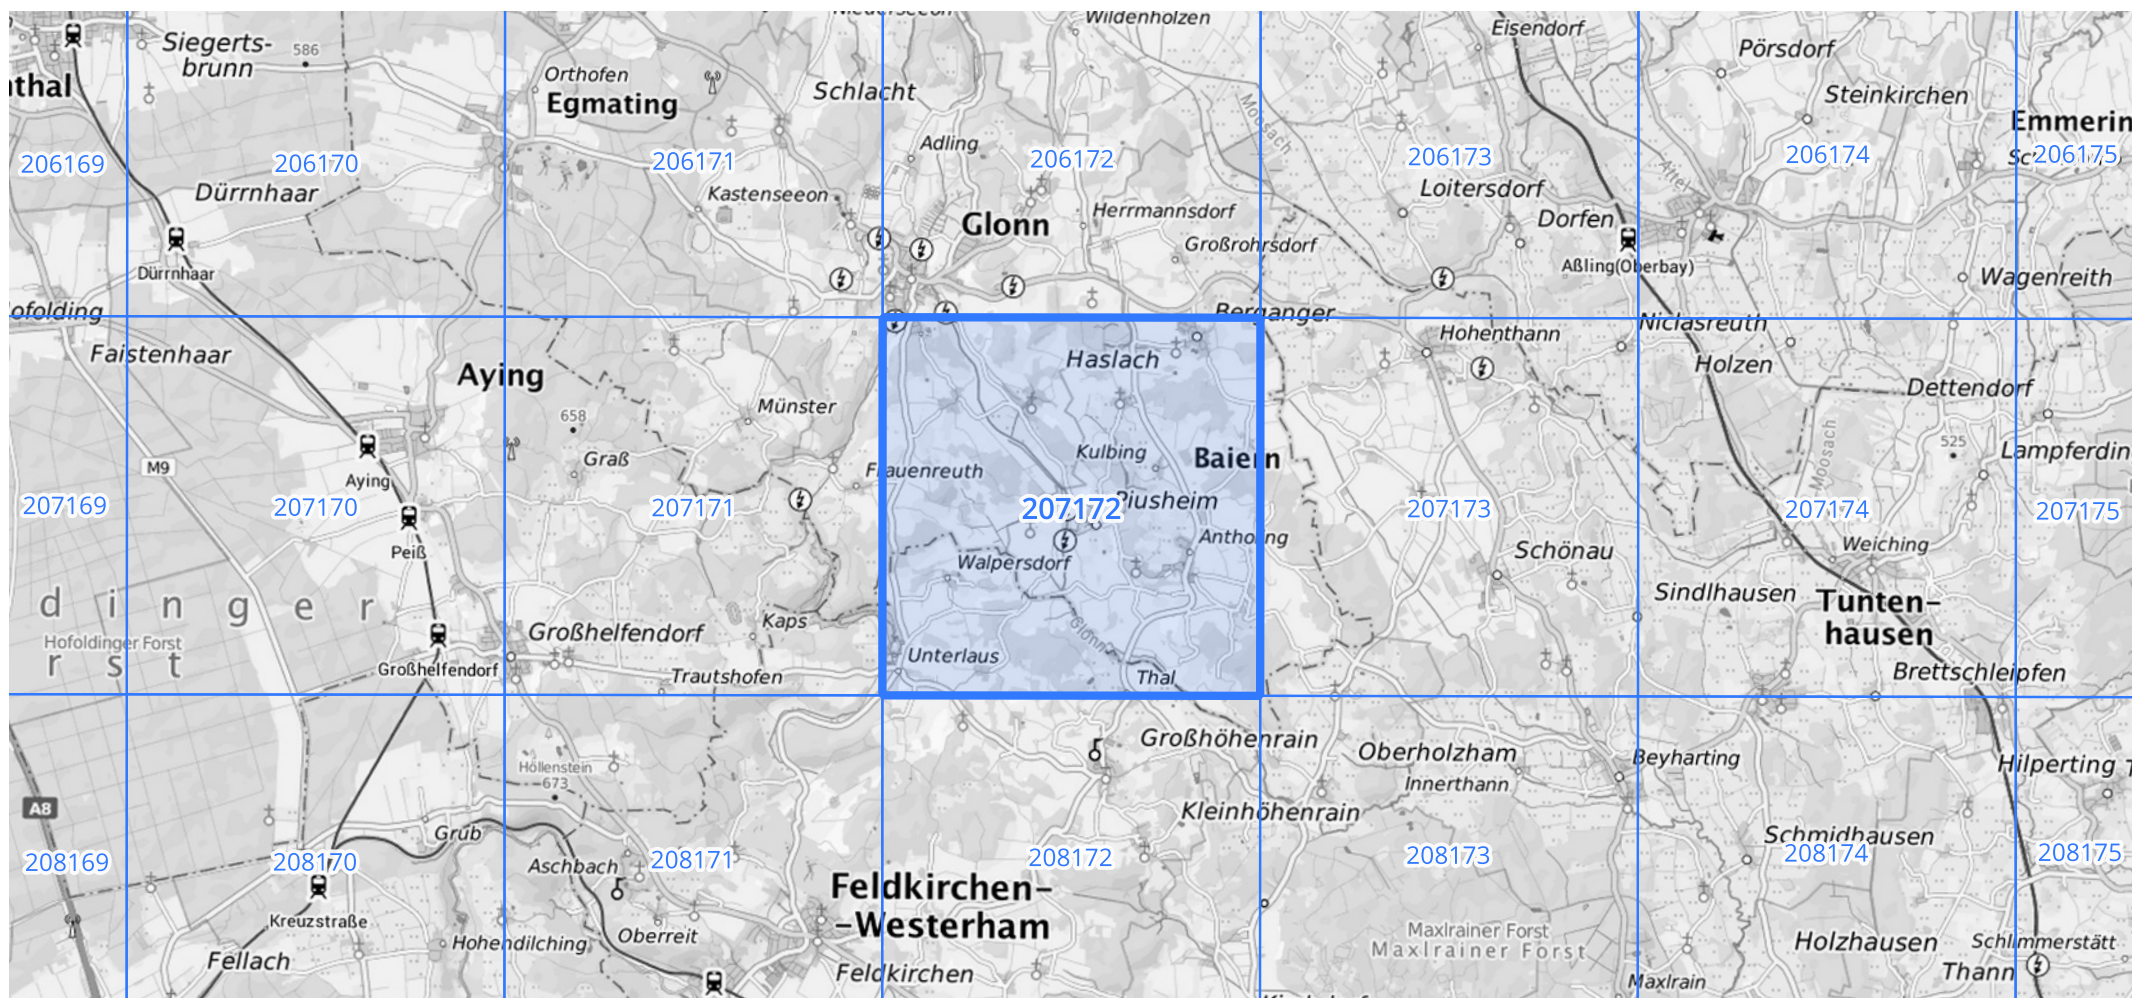 Wildenholzen
Eisendorf
Siegerts-
brunn
586
Pörsdorf
Orthofen
Egmating
Schlacht
Steinkirchen
Moosach
Emmerin
Adling
206169
206170
206171
206172
206173
206174
206175
Dürrnhaar
Kastenseeon
Attel
Loitersdorf
Glonn
Herrmannsdorf
Dorfen
Großrohrsdorf
Dürrnhaar
Aßling(Oberbay)
Wagenreith
ofolding
Berganger
Niclasreuth
Faistenhaar
Aying
Haslach
Hohenthann
Holzen
Dettendorf
658
Münster
Moosach
525
Graß
Kulbing
Baiern
Lampferdin
M9
Aying
Frauenreuth
Piusheim
207169
207170
207171
207172
207173
207174
207175
Peiß
Antholing
Schönau
Weiching
Walpersdorf
d i n g e r
Sindlhausen
Tunten-
hausen
Hofoldinger Forst
r s t
Großhelfendorf
Kaps
Glonn
Großhelfendorf
Trautshofen
Unterlaus
Thal
Brettschleipfen
Großhöhenrain
Oberholzham
Beyharting
Höllenstein
673
Innerthann
Hilperting
A8
Kleinhöhenrain
Grub
Schmidhausen
208169
208170
208171
208172
208173
208174
208175
Aschbach
Feldkirchen-
-Westerham
Kreuzstraße
Hohendilching
Oberreit
Maxlrainer Forst
Maxlrainer Forst
Holzhausen
Schlimmerstätt
Fellach
Feldkirchen
Maxlrain
Thann